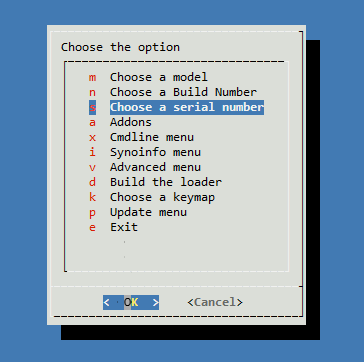 Choose the option
m Choose a model
n Choose a Build Number
s Choose a serial number
a Addons
x Cmdline menu
i Synoinfo menu
v Advanced menu
d Build the loader
k Choose a keymap
p Update menu
e Exit
< OK > <Cancel>